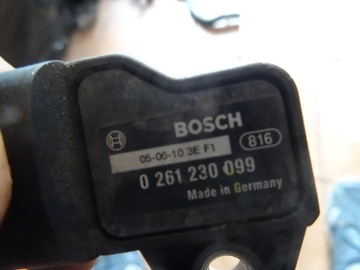 BOSCH
05-06-10 3E F1 816
0 261 230 099
Made in Germany